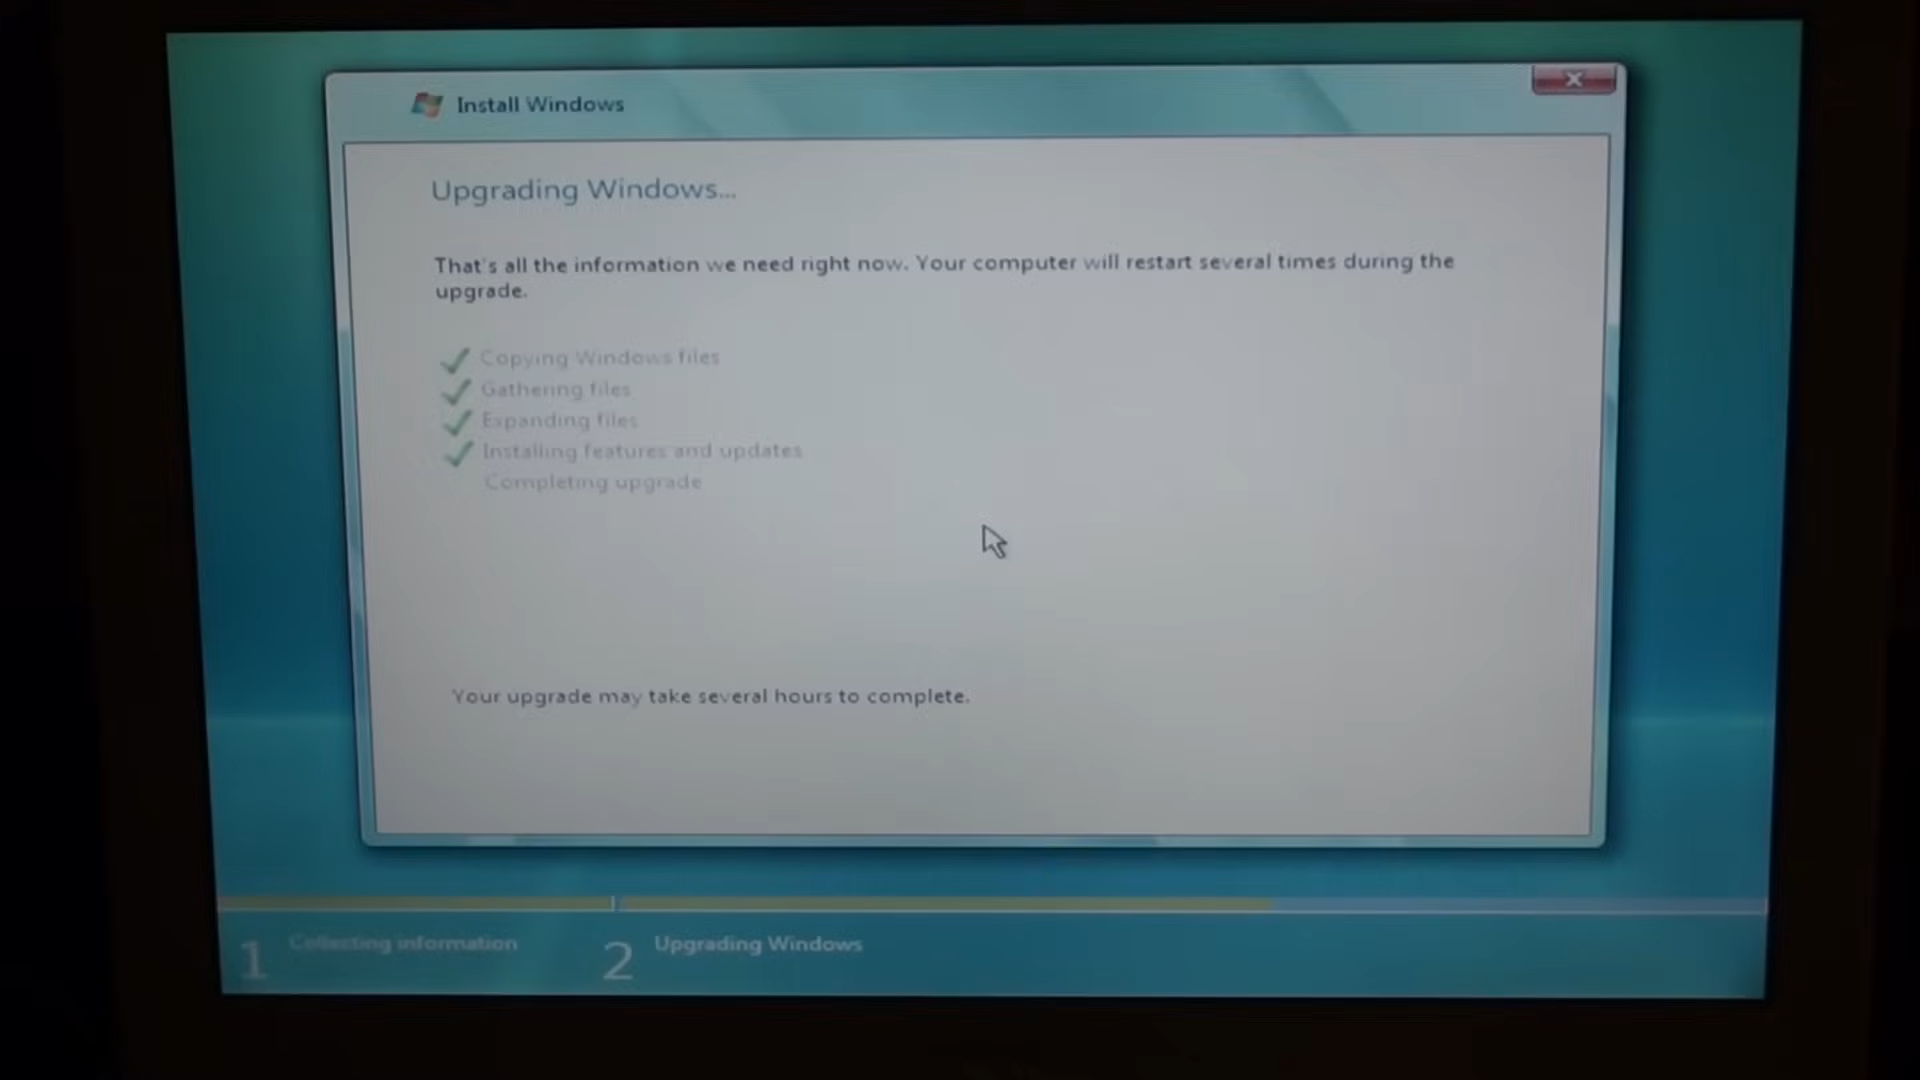 Install Windows
Upgrading Windows...
That's all the information we need right now. Your computer will restart several times during the
upgrade.
Copying Windows files
Gathering files
Expanding files
Installing features and updates
Completing upgrade
Your upgrade may take several hours to complete.
1 Collecting information 2 Upgrading Windows